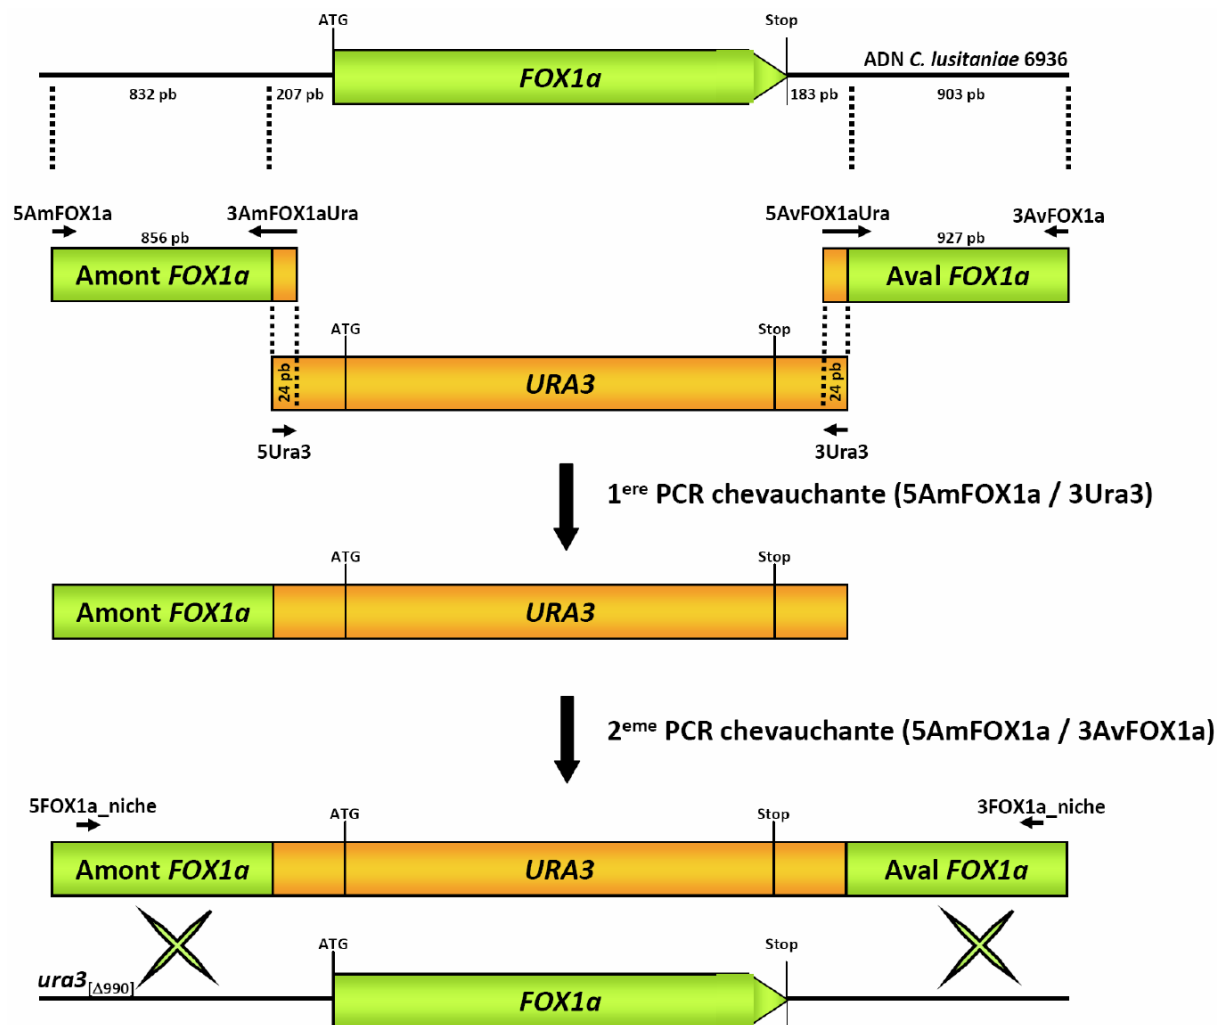 ATG
Stop
FOX1a
ADN C. lusitaniae 6936
832 pb
207 pb
183 pb
903 pb
5AmFOX1a
3AmFOX1aUra
5AvFOX1aUra
3AvFOX1a
856 pb
927 pb
Amont FOX1a
Aval FOX1a
ATG
Stop
24 pb
URA3
24 pb
5Ura3
3Ura3
1ere PCR chevauchante (5AmFOX1a / 3Ura3)
ATG
Stop
Amont FOX1a
URA3
2eme PCR chevauchante (5AmFOX1a / 3AvFOX1a)
5FOX1a_niche
3FOX1a_niche
ATG
Stop
Amont FOX1a
URA3
Aval FOX1a
ATG
Stop
ura3[Δ990]
FOX1a